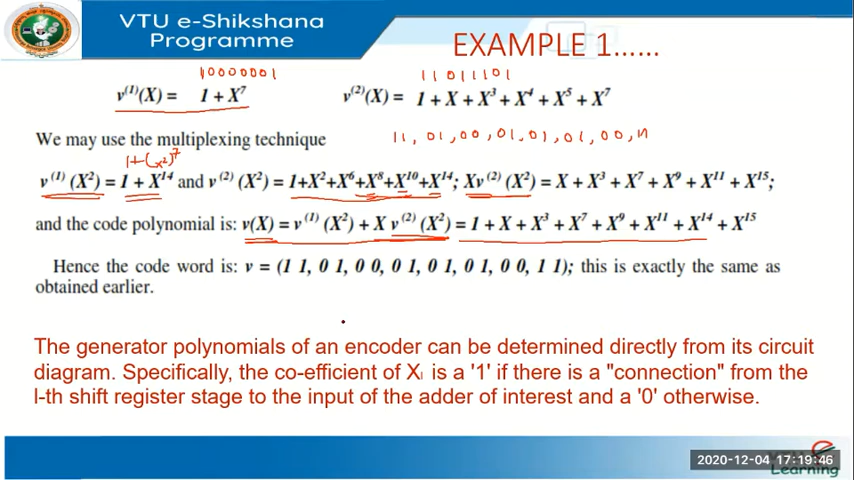 VTU e-Shikshana
Programme
EXAMPLE 1......
10000001 11011101
v⁽¹⁾(X) = 1 + X⁷ v⁽²⁾(X) = 1 + X + X³ + X⁴ + X⁵ + X⁷
We may use the multiplexing technique 11, 01, 00, 01, 01, 01, 00, 11
1+(x²)⁷
v⁽¹⁾(X²) = 1 + X¹⁴ and v⁽²⁾(X²) = 1+X²+X⁶+X⁸+X¹⁰+X¹⁴; Xv⁽²⁾(X²) = X + X³ + X⁷ + X⁹ + X¹¹ + X¹⁵;
and the code polynomial is: v(X) = v⁽¹⁾(X²) + X v⁽²⁾(X²) = 1 + X + X³ + X⁷ + X⁹ + X¹¹ + X¹⁴ + X¹⁵
Hence the code word is: v = (1 1, 0 1, 0 0, 0 1, 0 1, 0 1, 0 0, 1 1); this is exactly the same as
obtained earlier.
The generator polynomials of an encoder can be determined directly from its circuit
diagram. Specifically, the co-efficient of Xₗ is a '1' if there is a "connection" from the
l-th shift register stage to the input of the adder of interest and a '0' otherwise.
2020-12-04 17:19:46
Learning